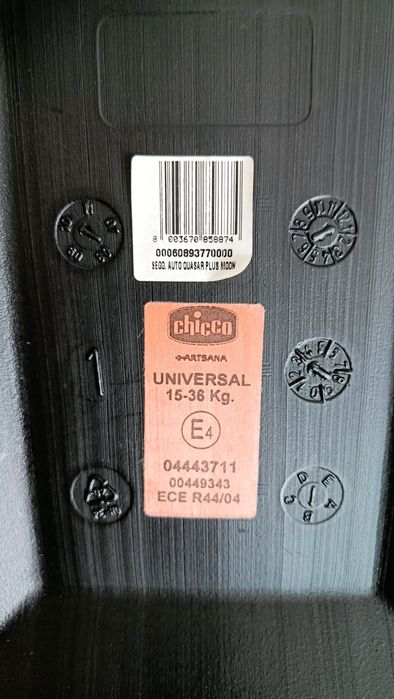 8 003670 858874
00060893770000
SEGG. AUTO QUASAR PLUS MOON
chicco
ARTSANA
UNIVERSAL
15-36 Kg.
E4
04443711
00449343
ECE R44/04
1